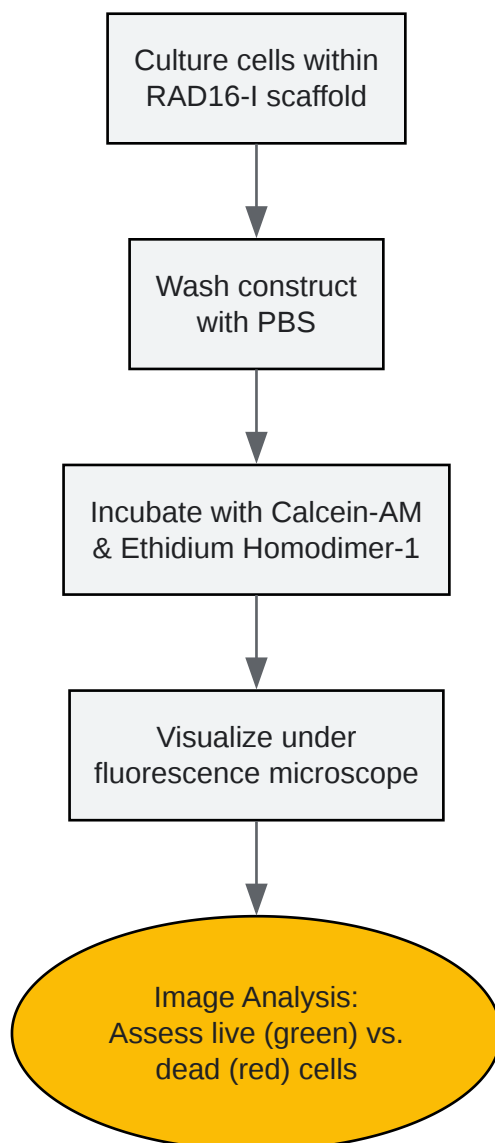 Culture cells within
RAD16-I scaffold
Wash construct
with PBS
Incubate with Calcein-AM
& Ethidium Homodimer-1
Visualize under
fluorescence microscope
Image Analysis:
Assess live (green) vs.
dead (red) cells